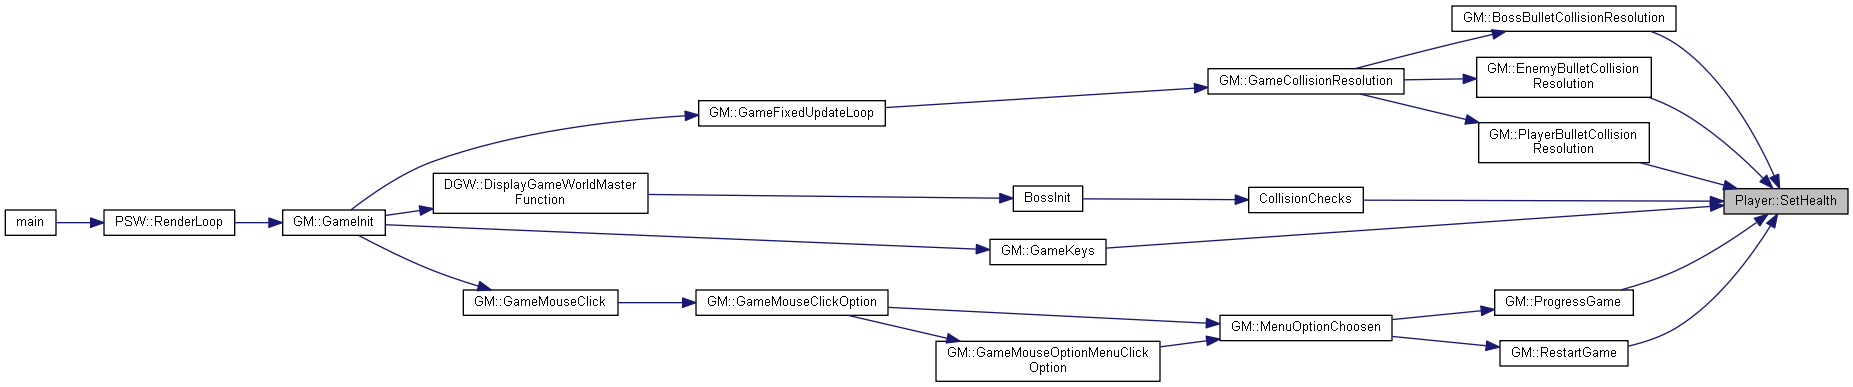 GM::BossBulletCollisionResolution
GM::EnemyBulletCollision
Resolution
GM::GameCollisionResolution
GM::GameFixedUpdateLoop
GM::PlayerBulletCollision
Resolution
DGW::DisplayGameWorldMaster
Function
BossInit
CollisionChecks
Player::SetHealth
main
PSW::RenderLoop
GM::GameInit
GM::GameKeys
GM::GameMouseClick
GM::GameMouseClickOption
GM::ProgressGame
GM::MenuOptionChoosen
GM::GameMouseOptionMenuClick
Option
GM::RestartGame